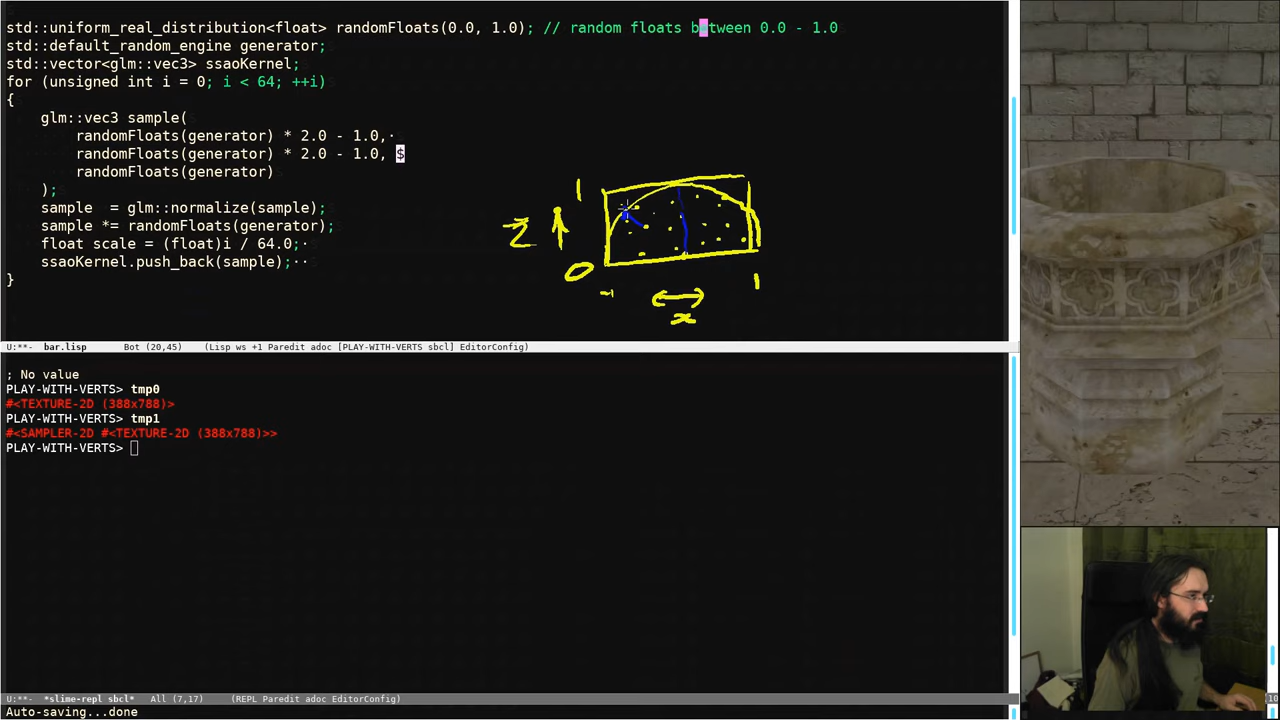 std::uniform_real_distribution<float> randomFloats(0.0, 1.0); // random floats between 0.0 - 1.0
std::default_random_engine generator;
std::vector<glm::vec3> ssaoKernel;
for (unsigned int i = 0; i < 64; ++i)
{
    glm::vec3 sample(
        randomFloats(generator) * 2.0 - 1.0,·
        randomFloats(generator) * 2.0 - 1.0, $
        randomFloats(generator)
    );
    sample  = glm::normalize(sample);
    sample *= randomFloats(generator);
    float scale = (float)i / 64.0;·
    ssaoKernel.push_back(sample);··
}
1
z
0
-1
1
x
U:**-  bar.lisp       Bot (20,45)    (Lisp ws +1 Paredit adoc [PLAY-WITH-VERTS sbcl] EditorConfig)
; No value
PLAY-WITH-VERTS> tmp0
#<TEXTURE-2D (388x788)>
PLAY-WITH-VERTS> tmp1
#<SAMPLER-2D #<TEXTURE-2D (388x788)>>
PLAY-WITH-VERTS>
U:**-  *slime-repl sbcl*   All (7,17)     (REPL Paredit adoc EditorConfig)
Auto-saving...done